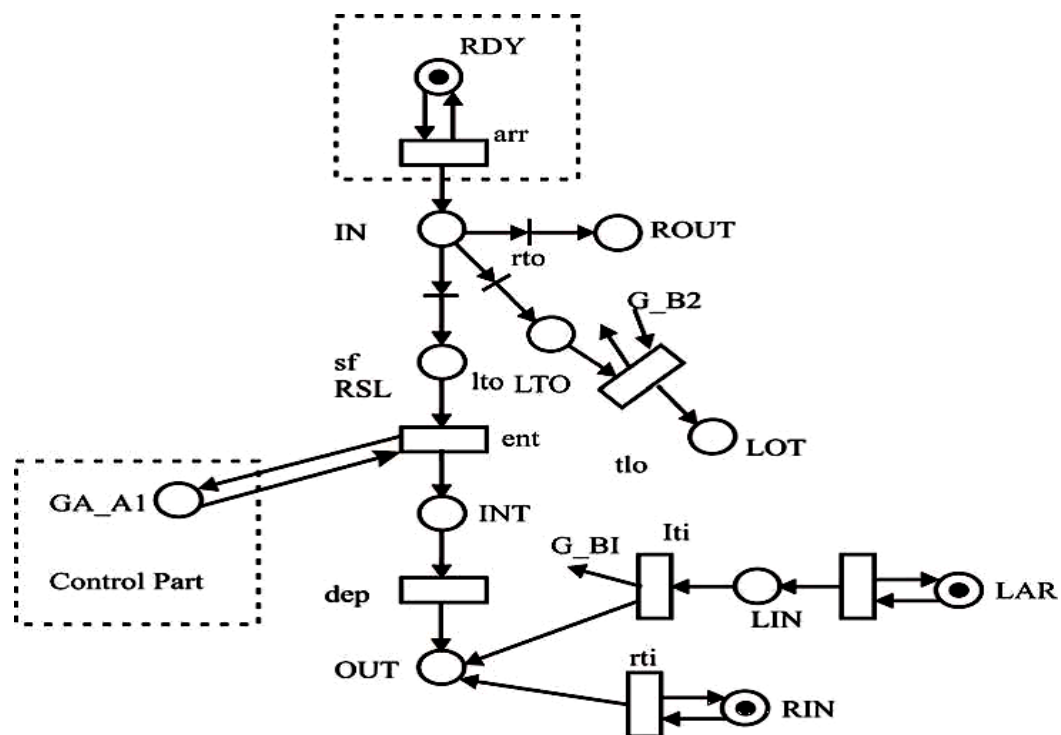 RDY
arr
IN
ROUT
rto
G_B2
sf
RSL
lto LTO
ent
LOT
tlo
GA_A1
INT
Iti
G_BI
Control Part
dep
LIN
LAR
OUT
rti
RIN